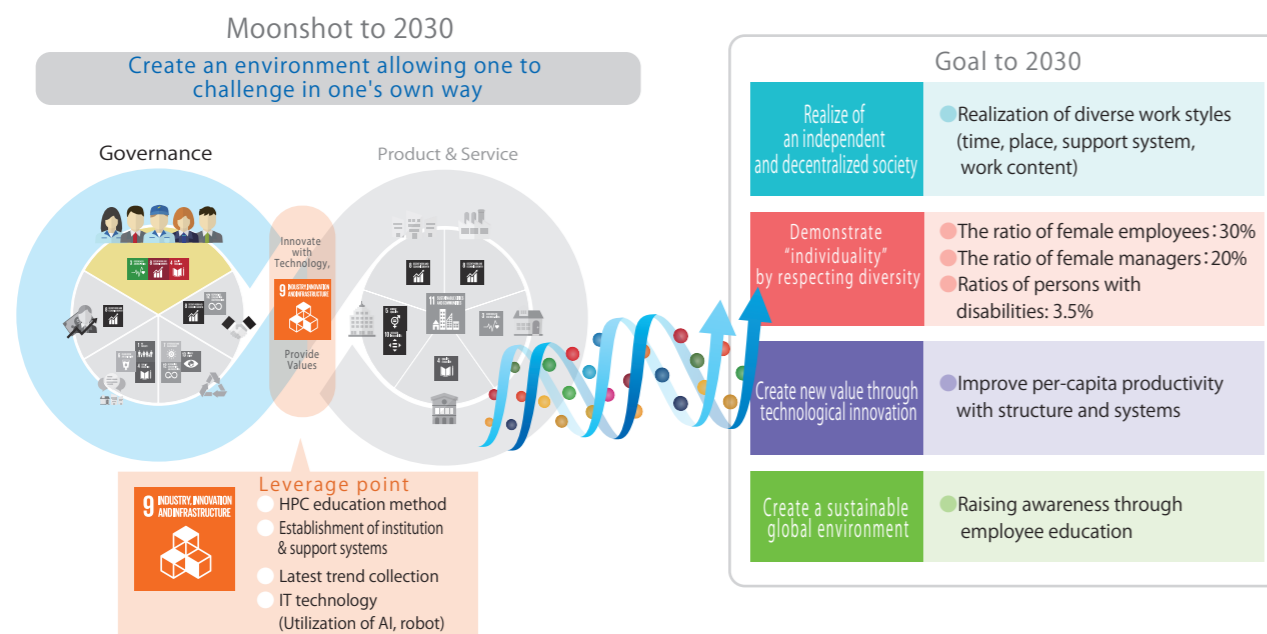 Moonshot to 2030
Create an environment allowing one to
challenge in one's own way
Governance
Product & Service
Innovate
with
Technology,
9 INDUSTRY, INNOVATION
AND INFRASTRUCTURE
Provide
Values
11
9 INDUSTRY, INNOVATION
AND INFRASTRUCTURE
Leverage point
HPC education method
Establishment of institution
& support systems
Latest trend collection
IT technology
(Utilization of AI, robot)
Goal to 2030
Realize of
an independent
and decentralized society
●Realization of diverse work styles
(time, place, support system,
work content)
Demonstrate
“individuality”
by respecting diversity
●The ratio of female employees：30%
●The ratio of female managers：20%
●Ratios of persons with
disabilities: 3.5%
Create new value through
technological innovation
●Improve per-capita productivity
with structure and systems
Create a sustainable
global environment
●Raising awareness through
employee education